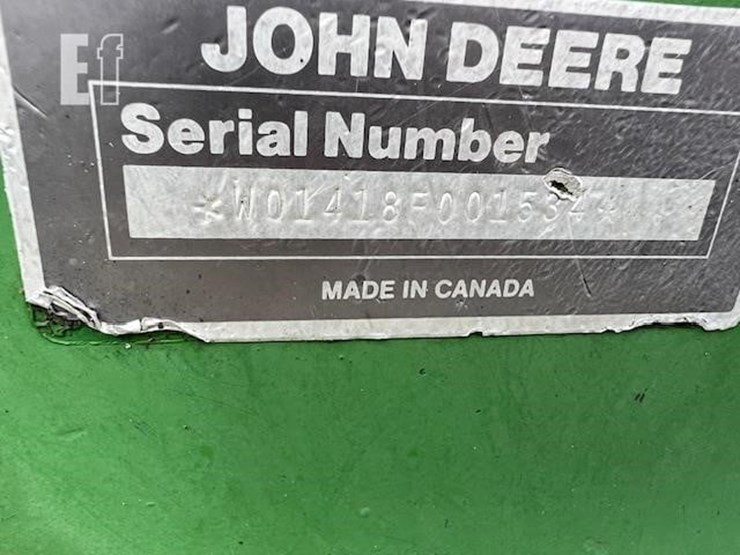 Ef
JOHN DEERE
Serial Number
*W01418F001534*
MADE IN CANADA